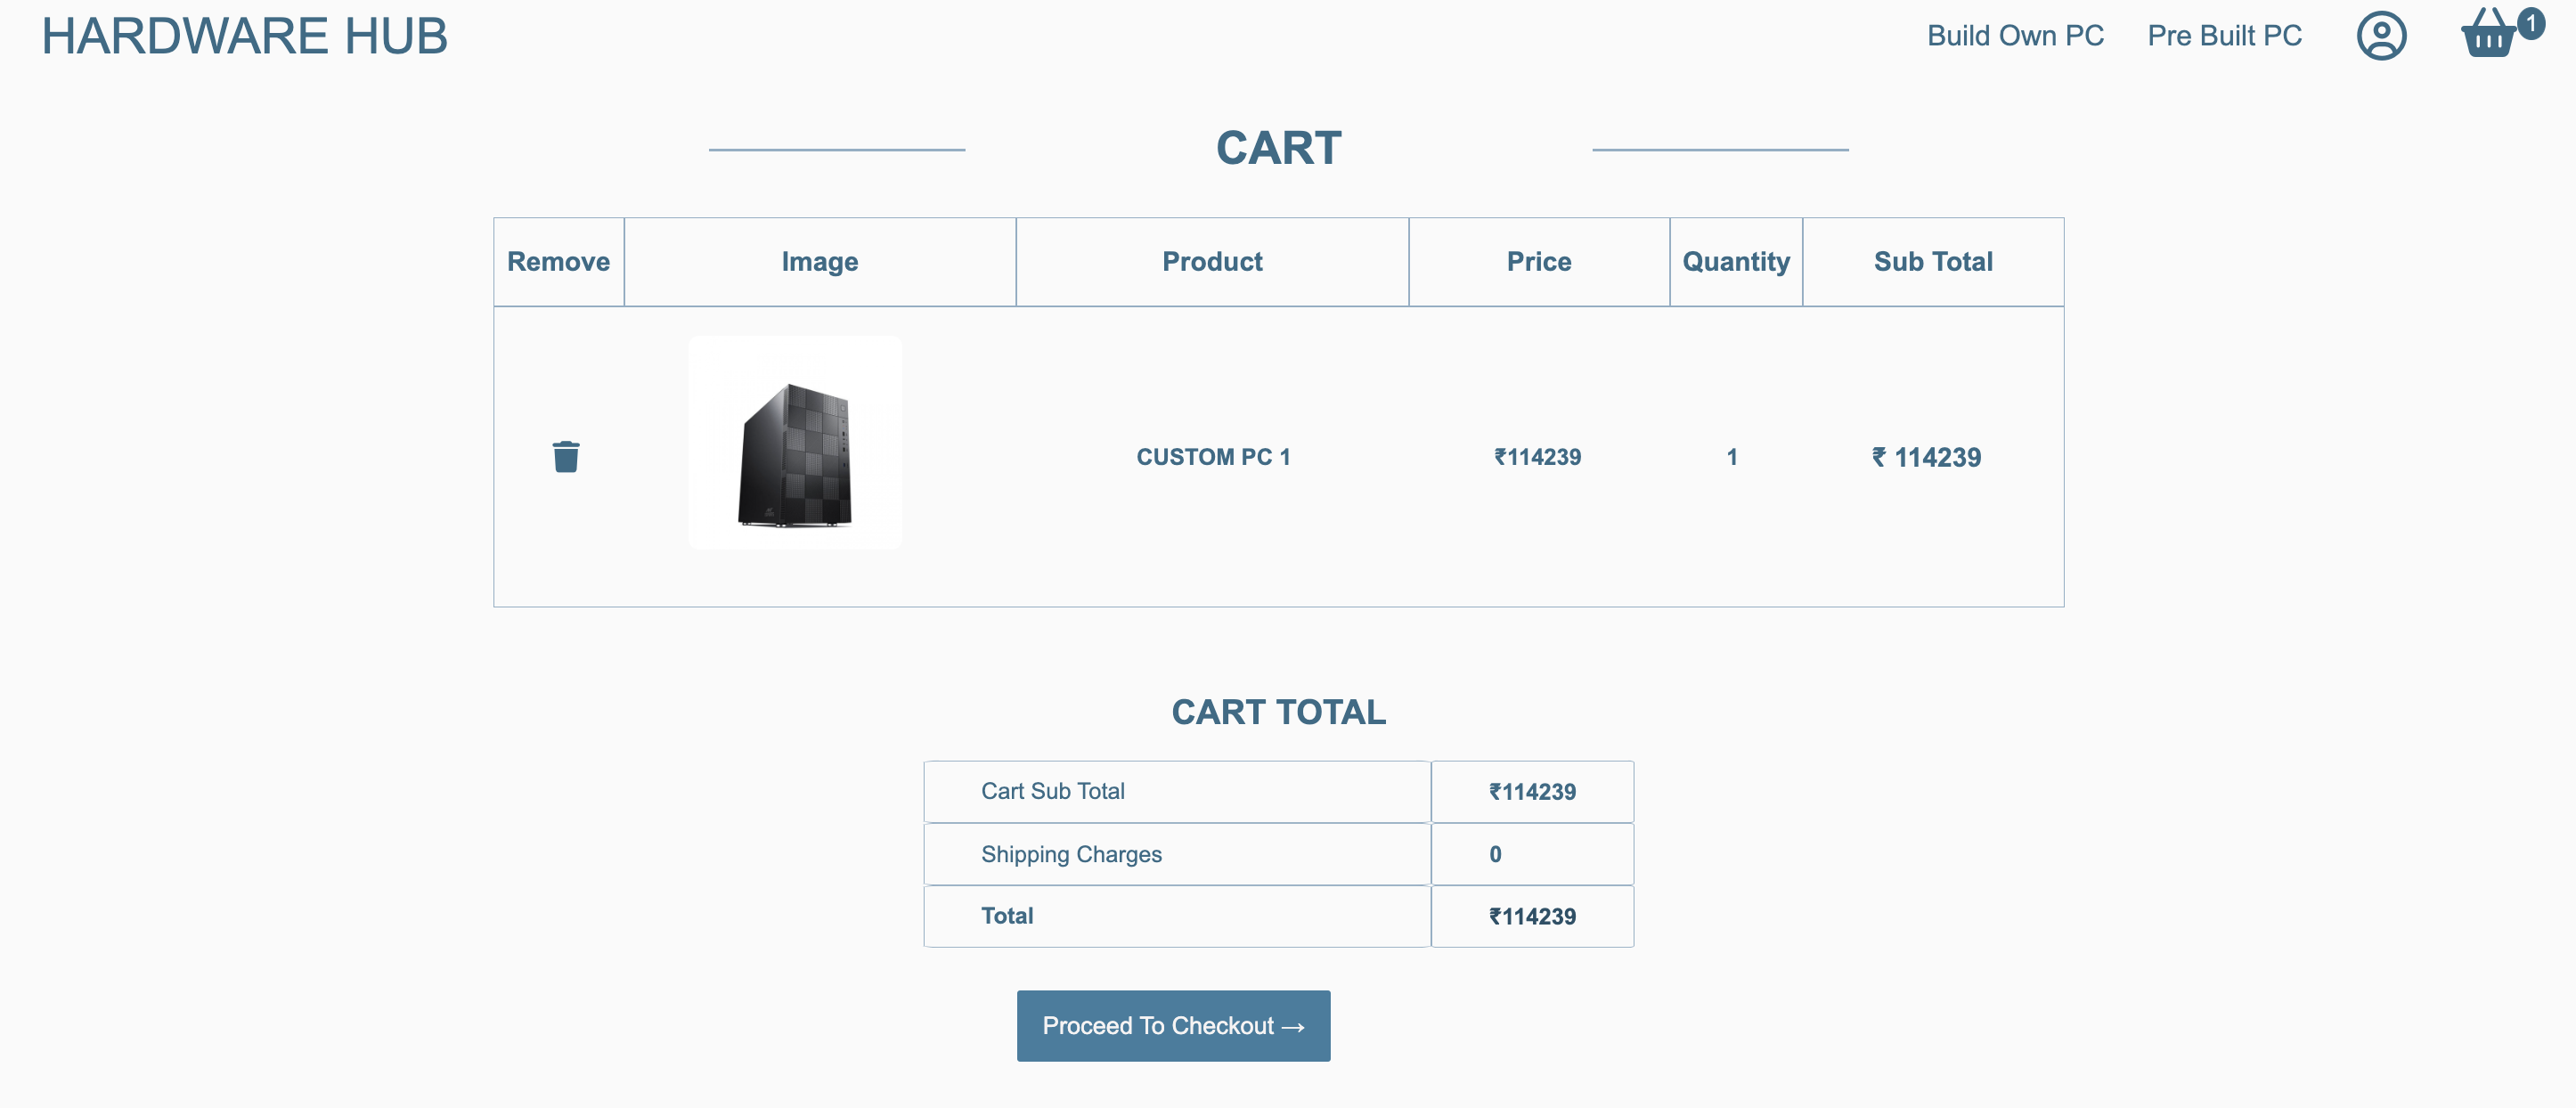 HARDWARE HUB
Build Own PC
Pre Built PC
1
CART
Remove
Image
Product
Price
Quantity
Sub Total
CUSTOM PC 1
₹114239
1
₹ 114239
CART TOTAL
Cart Sub Total
₹114239
Shipping Charges
0
Total
₹114239
Proceed To Checkout →